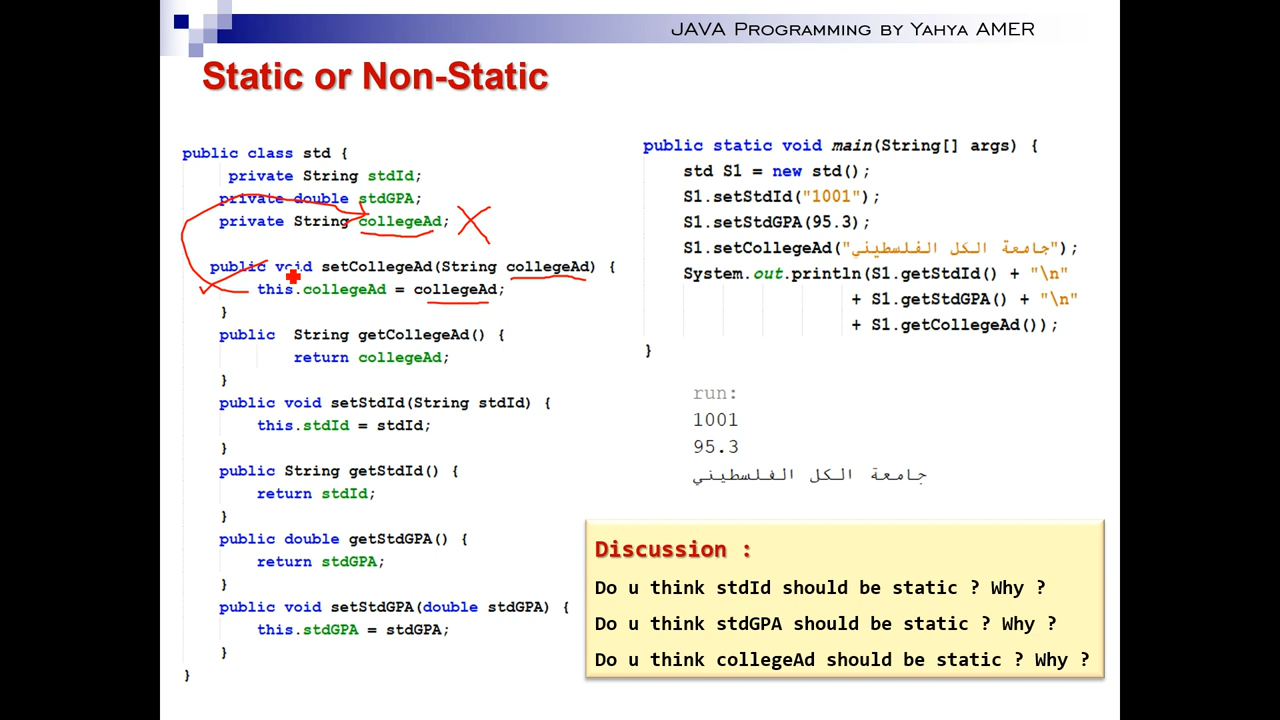 JAVA PROGRAMMING BY YAHYA AMER
Static or Non-Static
public class std {
private String stdId;
private double stdGPA;
private String collegeAd;
public void setCollegeAd(String collegeAd) {
this.collegeAd = collegeAd;
}
public String getCollegeAd() {
return collegeAd;
}
public void setStdId(String stdId) {
this.stdId = stdId;
}
public String getStdId() {
return stdId;
}
public double getStdGPA() {
return stdGPA;
}
public void setStdGPA(double stdGPA) {
this.stdGPA = stdGPA;
}
}
public static void main(String[] args) {
std S1 = new std();
S1.setStdId("1001");
S1.setStdGPA(95.3);
S1.setCollegeAd("جامعة الكل الفلسطيني");
System.out.println(S1.getStdId() + "\n"
+ S1.getStdGPA() + "\n"
+ S1.getCollegeAd());
}
run:
1001
95.3
جامعة الكل الفلسطيني
Discussion :
Do u think stdId should be static ? Why ?
Do u think stdGPA should be static ? Why ?
Do u think collegeAd should be static ? Why ?